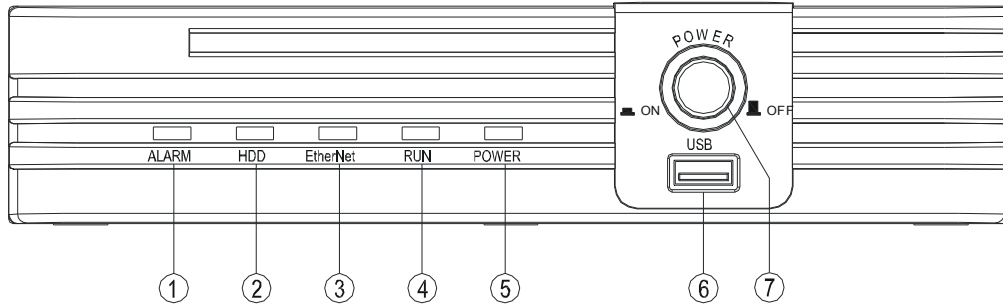 POWER
ON OFF
ALARM HDD EtherNet RUN POWER
USB
1 2 3 4 5 6 7